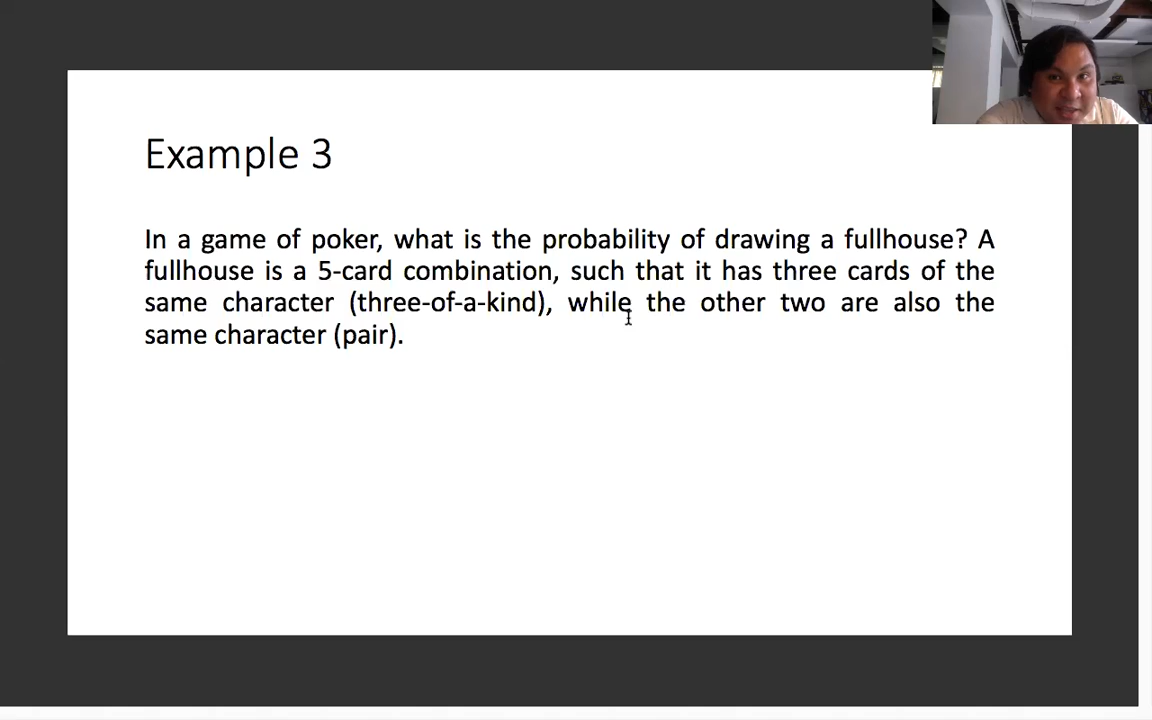 Example 3
In a game of poker, what is the probability of drawing a fullhouse? A
fullhouse is a 5-card combination, such that it has three cards of the
same character (three-of-a-kind), while the other two are also the
same character (pair).